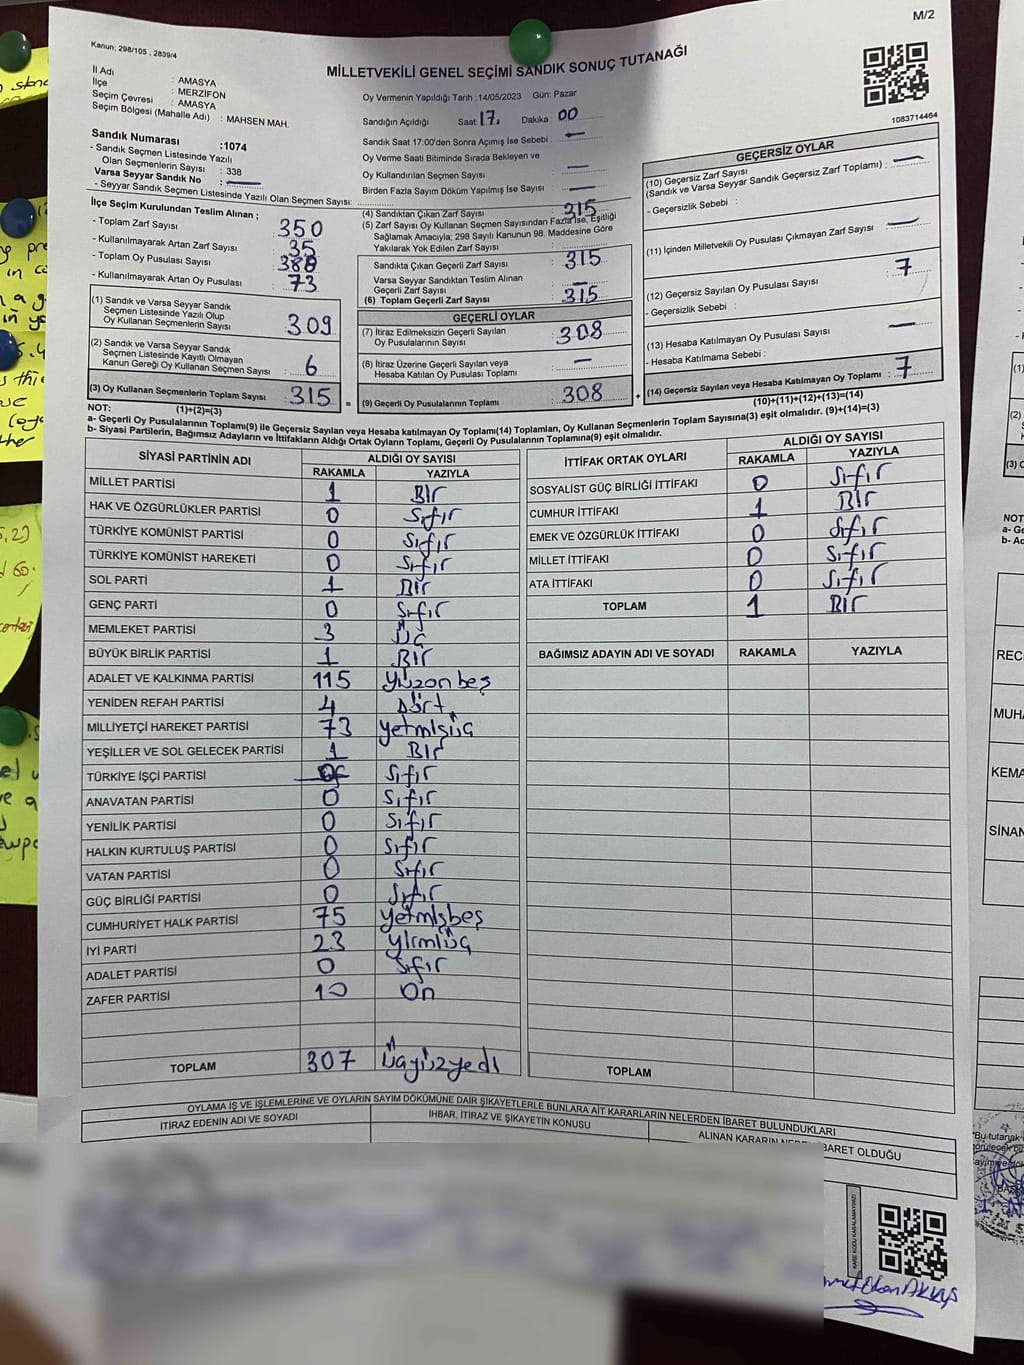 M/2
Kanun; 298/105 , 2839/4
MİLLETVEKİLİ GENEL SEÇİMİ SANDIK SONUÇ TUTANAĞI
1083714464
İl Adı : AMASYA
İlçe : MERZİFON
Seçim Çevresi : AMASYA
Seçim Bölgesi (Mahalle Adı) : MAHSEN MAH.
Sandık Numarası :1074
- Sandık Seçmen Listesinde Yazılı
Olan Seçmenlerin Sayısı : 338
Varsa Seyyar Sandık No : —
- Seyyar Sandık Seçmen Listesinde Yazılı Olan Seçmen Sayısı:
Oy Vermenin Yapıldığı Tarih :14/05/2023 Gün: Pazar
Sandığın Açıldığı Saat: 17. Dakika : 00
Sandık Saat 17:00'den Sonra Açımış İse Sebebi : —
Oy Verme Saati Bitiminde Sırada Bekleyen ve
Oy Kullandırılan Seçmen Sayısı —
Birden Fazla Sayım Döküm Yapılmış İse Sayısı —
İlçe Seçim Kurulundan Teslim Alınan ;
- Toplam Zarf Sayısı : 350
- Kullanılmayarak Artan Zarf Sayısı : 35
- Toplam Oy Pusulası Sayısı : 388
- Kullanılmayarak Artan Oy Pusulası : 73
(1) Sandık ve Varsa Seyyar Sandık
Seçmen Listesinde Yazılı Olup
Oy Kullanan Seçmenlerin Sayısı : 309
(2) Sandık ve Varsa Seyyar Sandık
Seçmen Listesinde Kayıtlı Olmayan
Kanun Gereği Oy Kullanan Seçmen Sayısı : 6
(3) Oy Kullanan Seçmenlerin Toplam Sayısı : 315 =
(1)+(2)=(3)
(4) Sandıktan Çıkan Zarf Sayısı : 315
(5) Zarf Sayısı Oy Kullanan Seçmen Sayısından Fazla İse, Eşitliği
Sağlamak Amacıyla; 298 Sayılı Kanunun 98. Maddesine Göre
Yakılarak Yok Edilen Zarf Sayısı :
Sandıkta Çıkan Geçerli Zarf Sayısı : 315
Varsa Seyyar Sandıktan Teslim Alınan
Geçerli Zarf Sayısı : —
(6) Toplam Geçerli Zarf Sayısı : 315
GEÇERLİ OYLAR
(7) İtiraz Edilmeksizin Geçerli Sayılan
Oy Pusulalarının Sayısı : 308
(8) İtiraz Üzerine Geçerli Sayılan veya
Hesaba Katılan Oy Pusulası Toplamı : —
(9) Geçerli Oy Pusulalarının Toplamı : 308 +
GEÇERSİZ OYLAR
(10) Geçersiz Zarf Sayısı
(Sandık ve Varsa Seyyar Sandık Geçersiz Zarf Toplamı) : —
- Geçersizlik Sebebi :
(11) İçinden Milletvekili Oy Pusulası Çıkmayan Zarf Sayısı : —
(12) Geçersiz Sayılan Oy Pusulası Sayısı : 7
- Geçersizlik Sebebi :
(13) Hesaba Katılmayan Oy Pusulası Sayısı : —
- Hesaba Katılmama Sebebi :
(14) Geçersiz Sayılan veya Hesaba Katılmayan Oy Toplamı : 7
(10)+(11)+(12)+(13)=(14)
NOT:
a- Geçerli Oy Pusulalarının Toplamı(9) ile Geçersiz Sayılan veya Hesaba Katılmayan Oy Toplamı(14) Toplamları, Oy Kullanan Seçmenlerin Toplam Sayısına(3) eşit olmalıdır. (9)+(14)=(3)
b- Siyasi Partilerin, Bağımsız Adayların ve İttifakların Aldığı Ortak Oyların Toplamı, Geçerli Oy Pusulalarının Toplamına(9) eşit olmalıdır.
SİYASİ PARTİNİN ADI ALDIĞI OY SAYISI
RAKAMLA YAZIYLA
MİLLET PARTİSİ 1 Bir
HAK VE ÖZGÜRLÜKLER PARTİSİ 0 Sıfır
TÜRKİYE KOMÜNİST PARTİSİ 0 Sıfır
TÜRKİYE KOMÜNİST HAREKETİ 0 Sıfır
SOL PARTİ 1 Bir
GENÇ PARTİ 0 Sıfır
MEMLEKET PARTİSİ 3 Üç
BÜYÜK BİRLİK PARTİSİ 1 Bir
ADALET VE KALKINMA PARTİSİ 115 Yüzonbeş
YENİDEN REFAH PARTİSİ 4 Dört
MİLLİYETÇİ HAREKET PARTİSİ 73 Yetmişüç
YEŞİLLER VE SOL GELECEK PARTİSİ 1 Bir
TÜRKİYE İŞÇİ PARTİSİ 0 Sıfır
ANAVATAN PARTİSİ 0 Sıfır
YENİLİK PARTİSİ 0 Sıfır
HALKIN KURTULUŞ PARTİSİ 0 Sıfır
VATAN PARTİSİ 0 Sıfır
GÜÇ BİRLİĞİ PARTİSİ 0 Sıfır
CUMHURİYET HALK PARTİSİ 75 Yetmişbeş
İYİ PARTİ 23 Yirmiüç
ADALET PARTİSİ 0 Sıfır
ZAFER PARTİSİ 10 On
TOPLAM 307 Üçyüzyedi
İTTİFAK ORTAK OYLARI ALDIĞI OY SAYISI
RAKAMLA YAZIYLA
SOSYALİST GÜÇ BİRLİĞİ İTTİFAKI 0 Sıfır
CUMHUR İTTİFAKI 1 Bir
EMEK VE ÖZGÜRLÜK İTTİFAKI 0 Sıfır
MİLLET İTTİFAKI 0 Sıfır
ATA İTTİFAKI 0 Sıfır
TOPLAM 1 Bir
BAĞIMSIZ ADAYIN ADI VE SOYADI RAKAMLA YAZIYLA
TOPLAM
OYLAMA İŞ VE İŞLEMLERİNE VE OYLARIN SAYIM DÖKÜMÜNE DAİR ŞİKAYETLERLE BUNLARA AİT KARARLARIN NELERDEN İBARET BULUNDUKLARI
İTİRAZ EDENİN ADI VE SOYADI
İHBAR, İTİRAZ VE ŞİKAYETİN KONUSU
ALINAN KARARIN NEDEN İBARET OLDUĞU
KARE KODU KARALAMAYINIZ!
(1)
(2)
(3)
NOT
a- Ge
b- Ad
REC
MUH
KEMA
SİNAN
"Bu tutanak